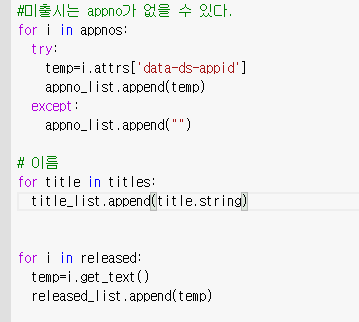 #미출시는 appno가 없을 수 있다.
for i in appnos:
  try:
    temp=i.attrs['data-ds-appid']
    appno_list.append(temp)
  except:
    appno_list.append("")
# 이름
for title in titles:
  title_list.append(title.string)
for i in released:
  temp=i.get_text()
  released_list.append(temp)